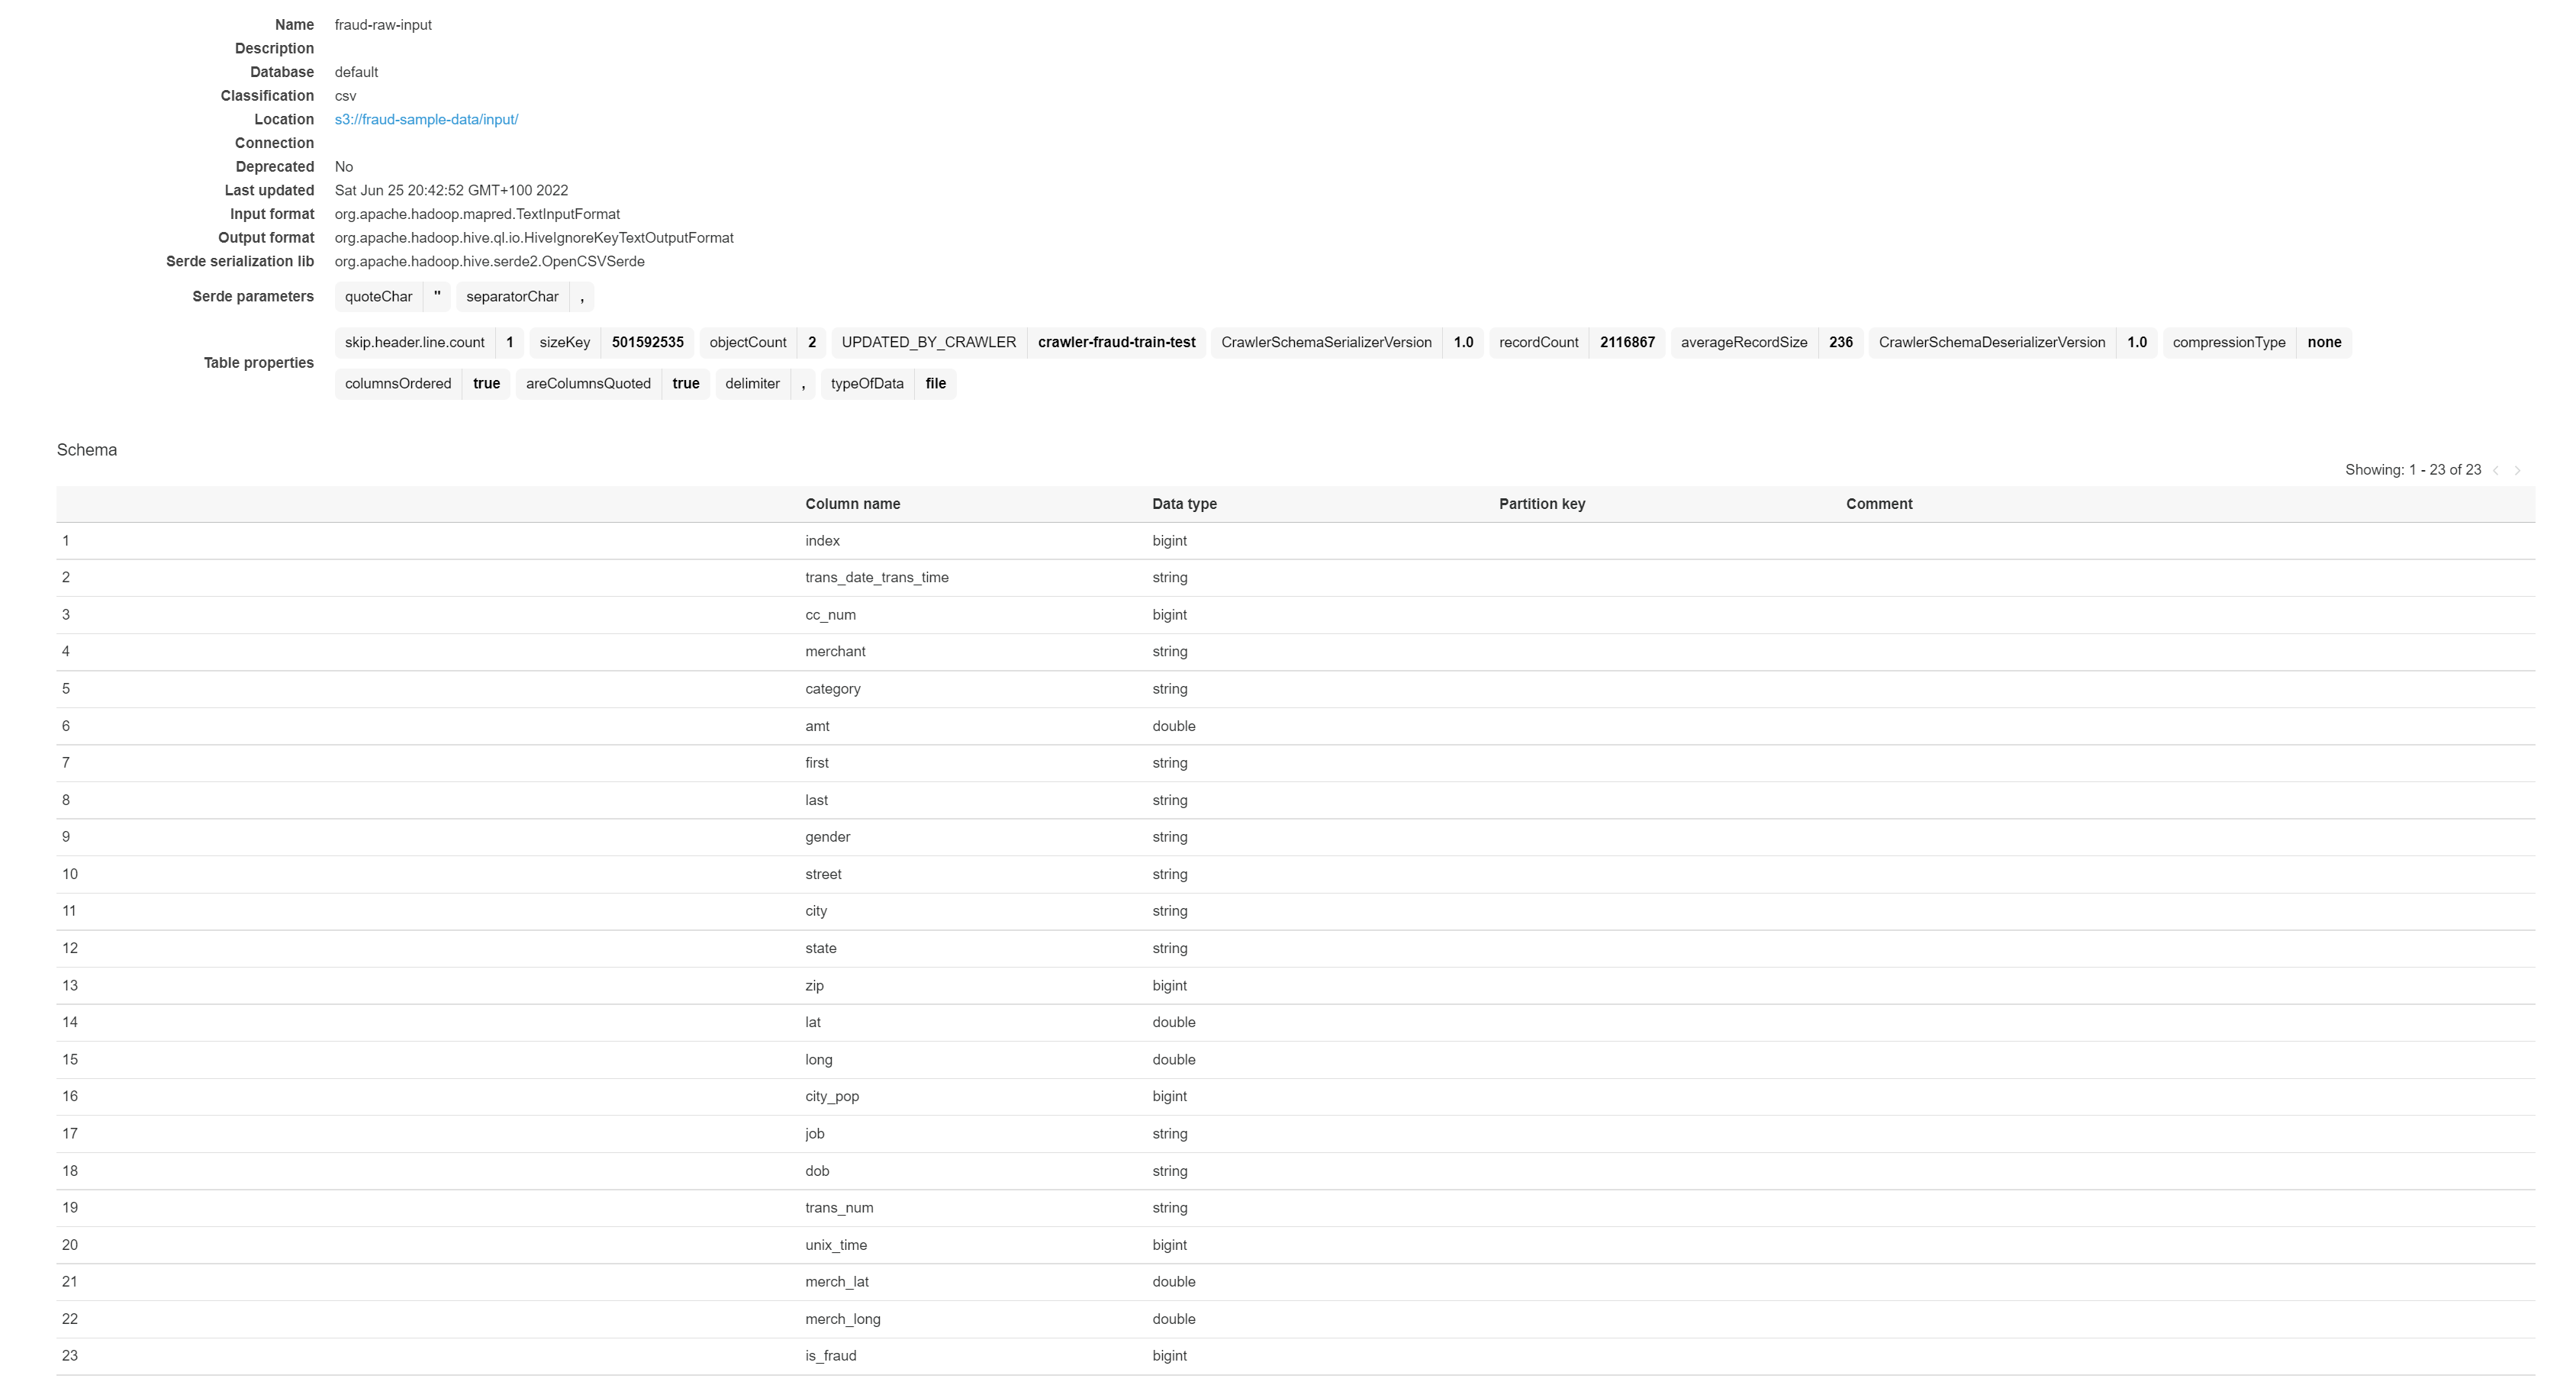 Name fraud-raw-input
Description
Database default
Classification csv
Location s3://fraud-sample-data/input/
Connection
Deprecated No
Last updated Sat Jun 25 20:42:52 GMT+100 2022
Input format org.apache.hadoop.mapred.TextInputFormat
Output format org.apache.hadoop.hive.ql.io.HiveIgnoreKeyTextOutputFormat
Serde serialization lib org.apache.hadoop.hive.serde2.OpenCSVSerde
Serde parameters quoteChar " separatorChar ,
Table properties skip.header.line.count 1 sizeKey 501592535 objectCount 2 UPDATED_BY_CRAWLER crawler-fraud-train-test CrawlerSchemaSerializerVersion 1.0 recordCount 2116867 averageRecordSize 236 CrawlerSchemaDeserializerVersion 1.0 compressionType none
columnsOrdered true areColumnsQuoted true delimiter , typeOfData file
Schema
Showing: 1 - 23 of 23 < >
Column name Data type Partition key Comment
1 index bigint
2 trans_date_trans_time string
3 cc_num bigint
4 merchant string
5 category string
6 amt double
7 first string
8 last string
9 gender string
10 street string
11 city string
12 state string
13 zip bigint
14 lat double
15 long double
16 city_pop bigint
17 job string
18 dob string
19 trans_num string
20 unix_time bigint
21 merch_lat double
22 merch_long double
23 is_fraud bigint